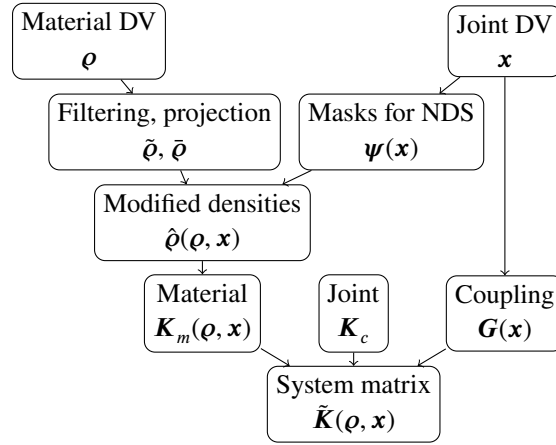 Material DV
ϱ
Joint DV
x
Filtering, projection
ϱ̃, ϱ̄
Masks for NDS
ψ(x)
Modified densities
ϱ̂(ϱ, x)
Material
K_m(ϱ, x)
Joint
K_c
Coupling
G(x)
System matrix
K̃(ϱ, x)